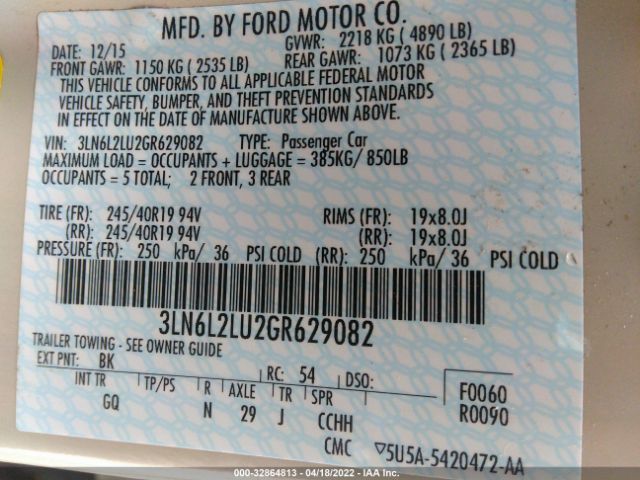 MFD. BY FORD MOTOR CO.
DATE: 12/15 GVWR: 2218 KG ( 4890 LB)
FRONT GAWR: 1150 KG ( 2535 LB) REAR GAWR: 1073 KG ( 2365 LB)
THIS VEHICLE CONFORMS TO ALL APPLICABLE FEDERAL MOTOR
VEHICLE SAFETY, BUMPER, AND THEFT PREVENTION STANDARDS
IN EFFECT ON THE DATE OF MANUFACTURE SHOWN ABOVE.
VIN: 3LN6L2LU2GR629082 TYPE: Passenger Car
MAXIMUM LOAD = OCCUPANTS + LUGGAGE = 385KG/ 850LB
OCCUPANTS = 5 TOTAL; 2 FRONT, 3 REAR
TIRE (FR): 245/40R19 94V RIMS (FR): 19x8.0J
(RR): 245/40R19 94V (RR): 19x8.0J
PRESSURE (FR): 250 kPa/ 36 PSI COLD (RR): 250 kPa/ 36 PSI COLD
3LN6L2LU2GR629082
TRAILER TOWING - SEE OWNER GUIDE
EXT PNT: BK RC: 54 DSO: F0060
INT TR TP/PS R AXLE TR SPR R0090
GQ N 29 J CCHH
CMC ▽5U5A-5420472-AA
000-32864813 - 04/18/2022 - IAA Inc.